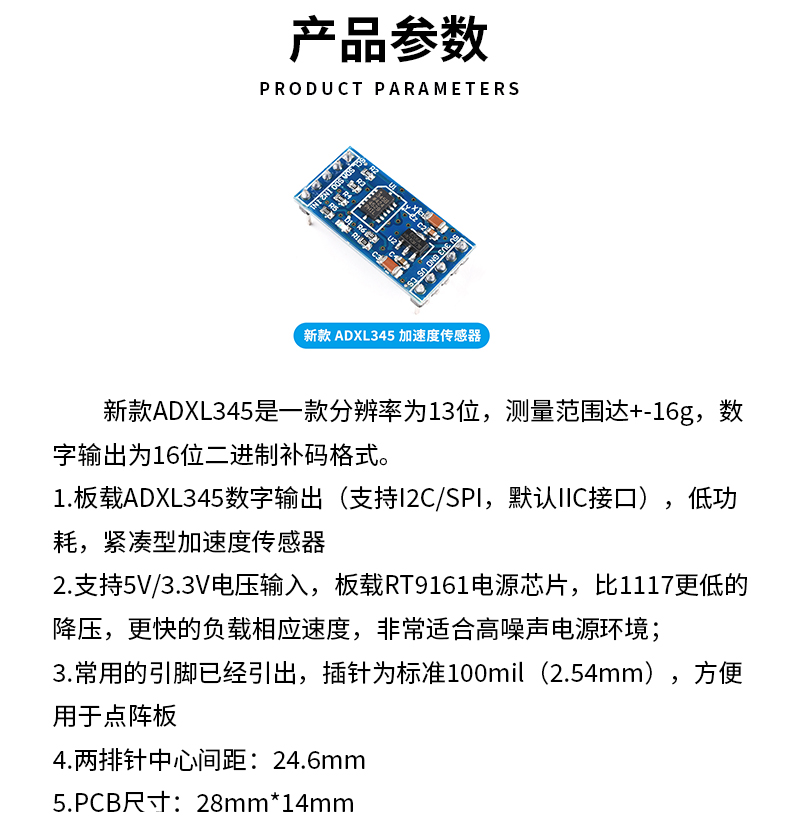 产品参数
PRODUCT PARAMETERS
新款 ADXL345 加速度传感器
新款ADXL345是一款分辨率为13位，测量范围达+-16g，数
字输出为16位二进制补码格式。
1.板载ADXL345数字输出（支持I2C/SPI，默认IIC接口），低功
耗，紧凑型加速度传感器
2.支持5V/3.3V电压输入，板载RT9161电源芯片，比1117更低的
降压，更快的负载相应速度，非常适合高噪声电源环境；
3.常用的引脚已经引出，插针为标准100mil（2.54mm），方便
用于点阵板
4.两排针中心间距：24.6mm
5.PCB尺寸：28mm*14mm